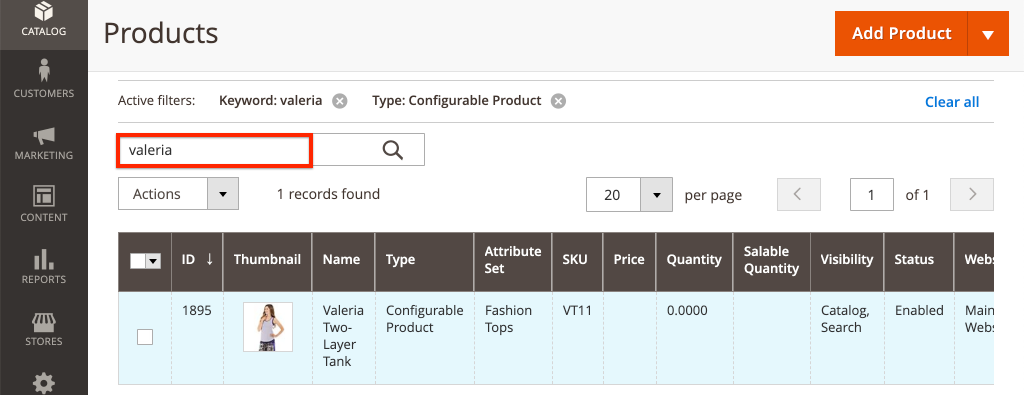 CATALOG
CUSTOMERS
MARKETING
CONTENT
REPORTS
STORES
Products
Add Product
Active filters: Keyword: valeria Type: Configurable Product Clear all
valeria
Actions 1 records found 20 per page 1 of 1
ID ↓ Thumbnail Name Type Attribute Set SKU Price Quantity Salable Quantity Visibility Status Webs
1895 Valeria Two-Layer Tank Configurable Product Fashion Tops VT11 0.0000 Catalog, Search Enabled Main Webs